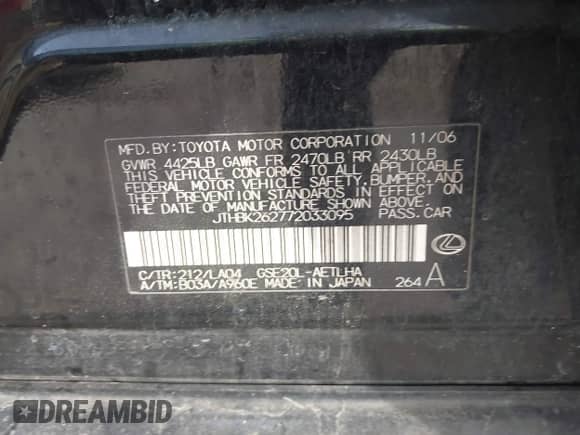 MFD.BY:TOYOTA MOTOR CORPORATION 11/06
GVWR 4425LB GAWR FR 2470LB RR 2430LB
THIS VEHICLE CONFORMS TO ALL APPLICABLE
FEDERAL MOTOR VEHICLE SAFETY, BUMPER, AND
THEFT PREVENTION STANDARDS IN EFFECT ON
THE DATE OF MANUFACTURE SHOWN ABOVE.
JTHBK262772033095 PASS.CAR
C/TR:212/LA04 GSE20L-AETLHA
A/TM:B03A/A960E MADE IN JAPAN 264 A
DREAMBID